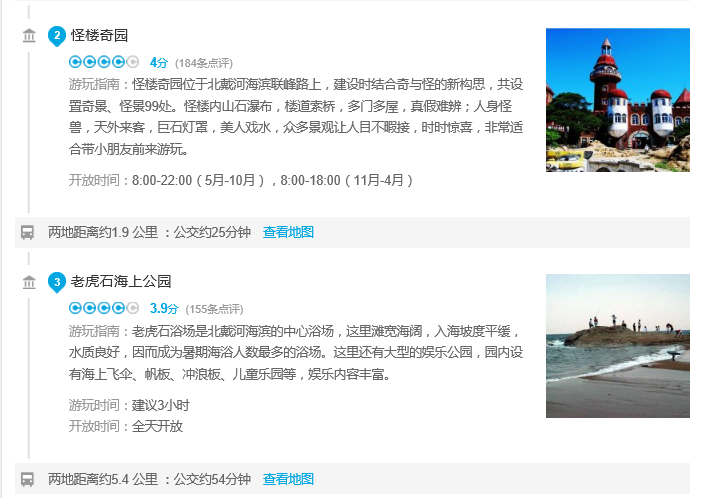 2 怪楼奇园
4分 (184条点评)
游玩指南：怪楼奇园位于北戴河海滨联峰路上，建设时结合奇与怪的新构思，共设
置奇景、怪景99处。怪楼内山石瀑布，楼道索桥，多门多屋，真假难辨；人身怪
兽，天外来客，巨石灯罩，美人戏水，众多景观让人目不暇接，时时惊喜，非常适
合带小朋友前来游玩。
开放时间：8:00-22:00（5月-10月），8:00-18:00（11月-4月）
两地距离约1.9 公里 ：公交约25分钟 查看地图
3 老虎石海上公园
3.9分 (155条点评)
游玩指南：老虎石浴场是北戴河海滨的中心浴场，这里滩宽海阔，入海坡度平缓，
水质良好，因而成为暑期海浴人数最多的浴场。这里还有大型的娱乐公园，园内设
有海上飞伞、帆板、冲浪板、儿童乐园等，娱乐内容丰富。
游玩时间：建议3小时
开放时间：全天开放
两地距离约5.4 公里 ：公交约54分钟 查看地图